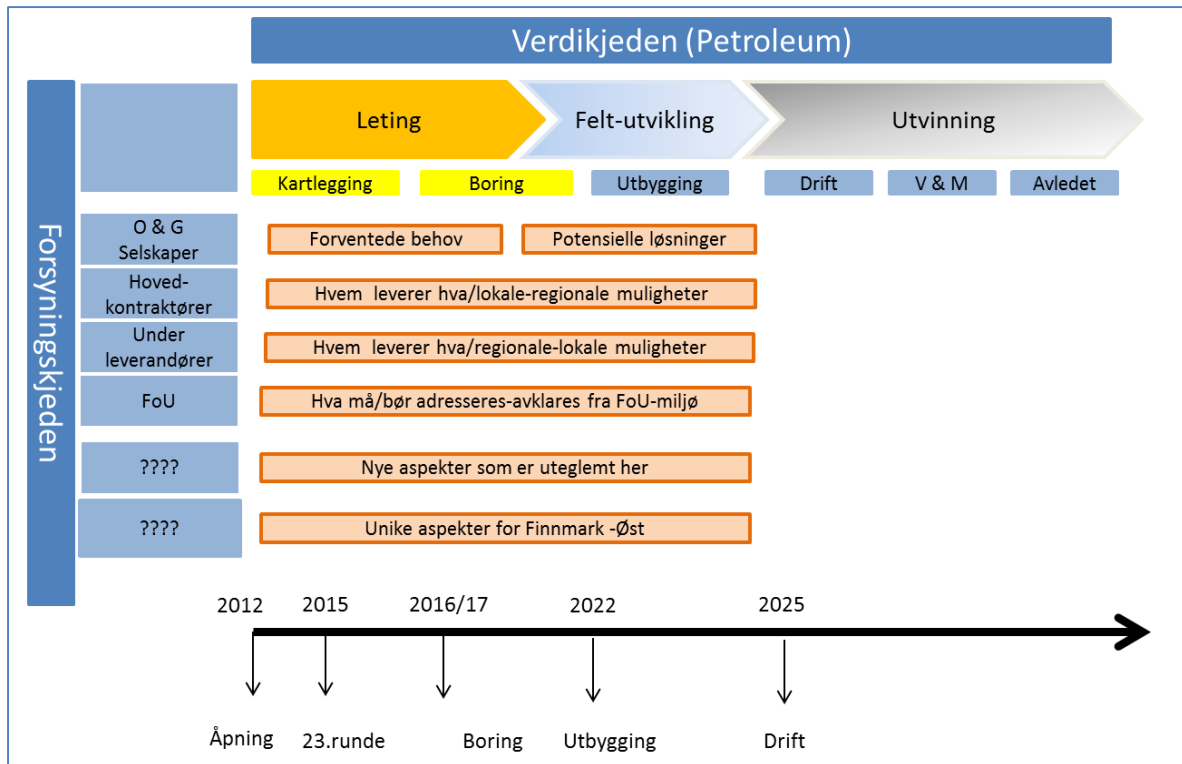 Verdikjeden (Petroleum)
Forsyningskjeden
Leting
Felt-utvikling
Utvinning
Kartlegging
Boring
Utbygging
Drift
V & M
Avledet
O & G
Selskaper
Forventede behov
Potensielle løsninger
Hoved-
kontraktører
Hvem leverer hva/lokale-regionale muligheter
Under
leverandører
Hvem leverer hva/regionale-lokale muligheter
FoU
Hva må/bør adresseres-avklares fra FoU-miljø
????
Nye aspekter som er uteglemt her
????
Unike aspekter for Finnmark -Øst
2012
2015
2016/17
2022
2025
Åpning
23.runde
Boring
Utbygging
Drift